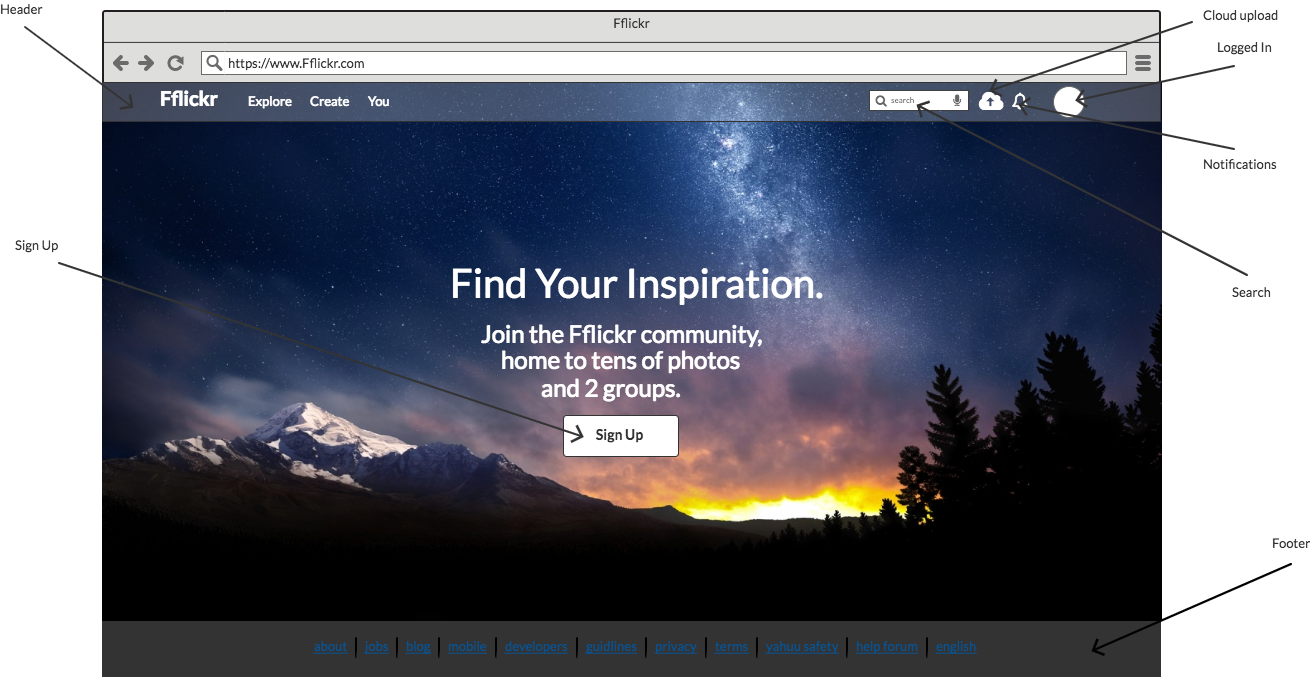 Header
Fflickr
Cloud upload
Logged In
https://www.Fflickr.com
Fflickr Explore Create You search
Notifications
Sign Up
Find Your Inspiration.
Search
Join the Fflickr community,
home to tens of photos
and 2 groups.
Sign Up
Footer
about jobs blog mobile developers guidlines privacy terms yahuu safety help forum english